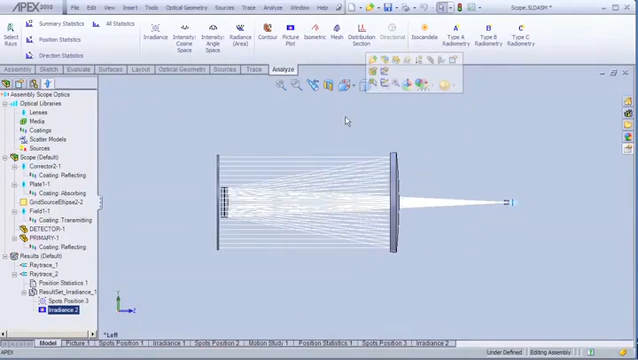 APEX 2010
File Edit View Insert Tools Optical Geometry Sources Trace Analyze Window Help
Scope.SLDASM
Select Rays
Summary Statistics
All Statistics
Position Statistics
Direction Statistics
Irradiance
Intensity: Cosine Space
Intensity: Angle Space
Radiance (Area)
Contour
Picture Plot
Isometric
Mesh
Distribution Section
Directional
Isocandela
Type A Radiometry
Type B Radiometry
Type C Radiometry
Assembly Sketch Evaluate Surfaces Layout Optical Geometry Sources Trace Analyze
Assembly Scope Optics
Optical Libraries
Lenses
Media
Coatings
Scatter Models
Sources
Scope (Default)
Corrector2-1
Coating: Reflecting
Plate1-1
Coating: Absorbing
GridSourceEllipse2-2
Field1-1
Coating: Transmitting
DETECTOR-1
PRIMARY-1
Coating: Reflecting
Results (Default)
Raytrace_1
Raytrace_2
Position Statistics 1
ResultSet_Irradiance_1
Spots Position 3
Irradiance 2
Y
Z
*Left
Model Picture 1 Spots Position 1 Spots Position 2 Motion Study 1 Position Statistics 1 Spots Position 3 Irradiance 2
APEX
Under Defined
Editing Assembly